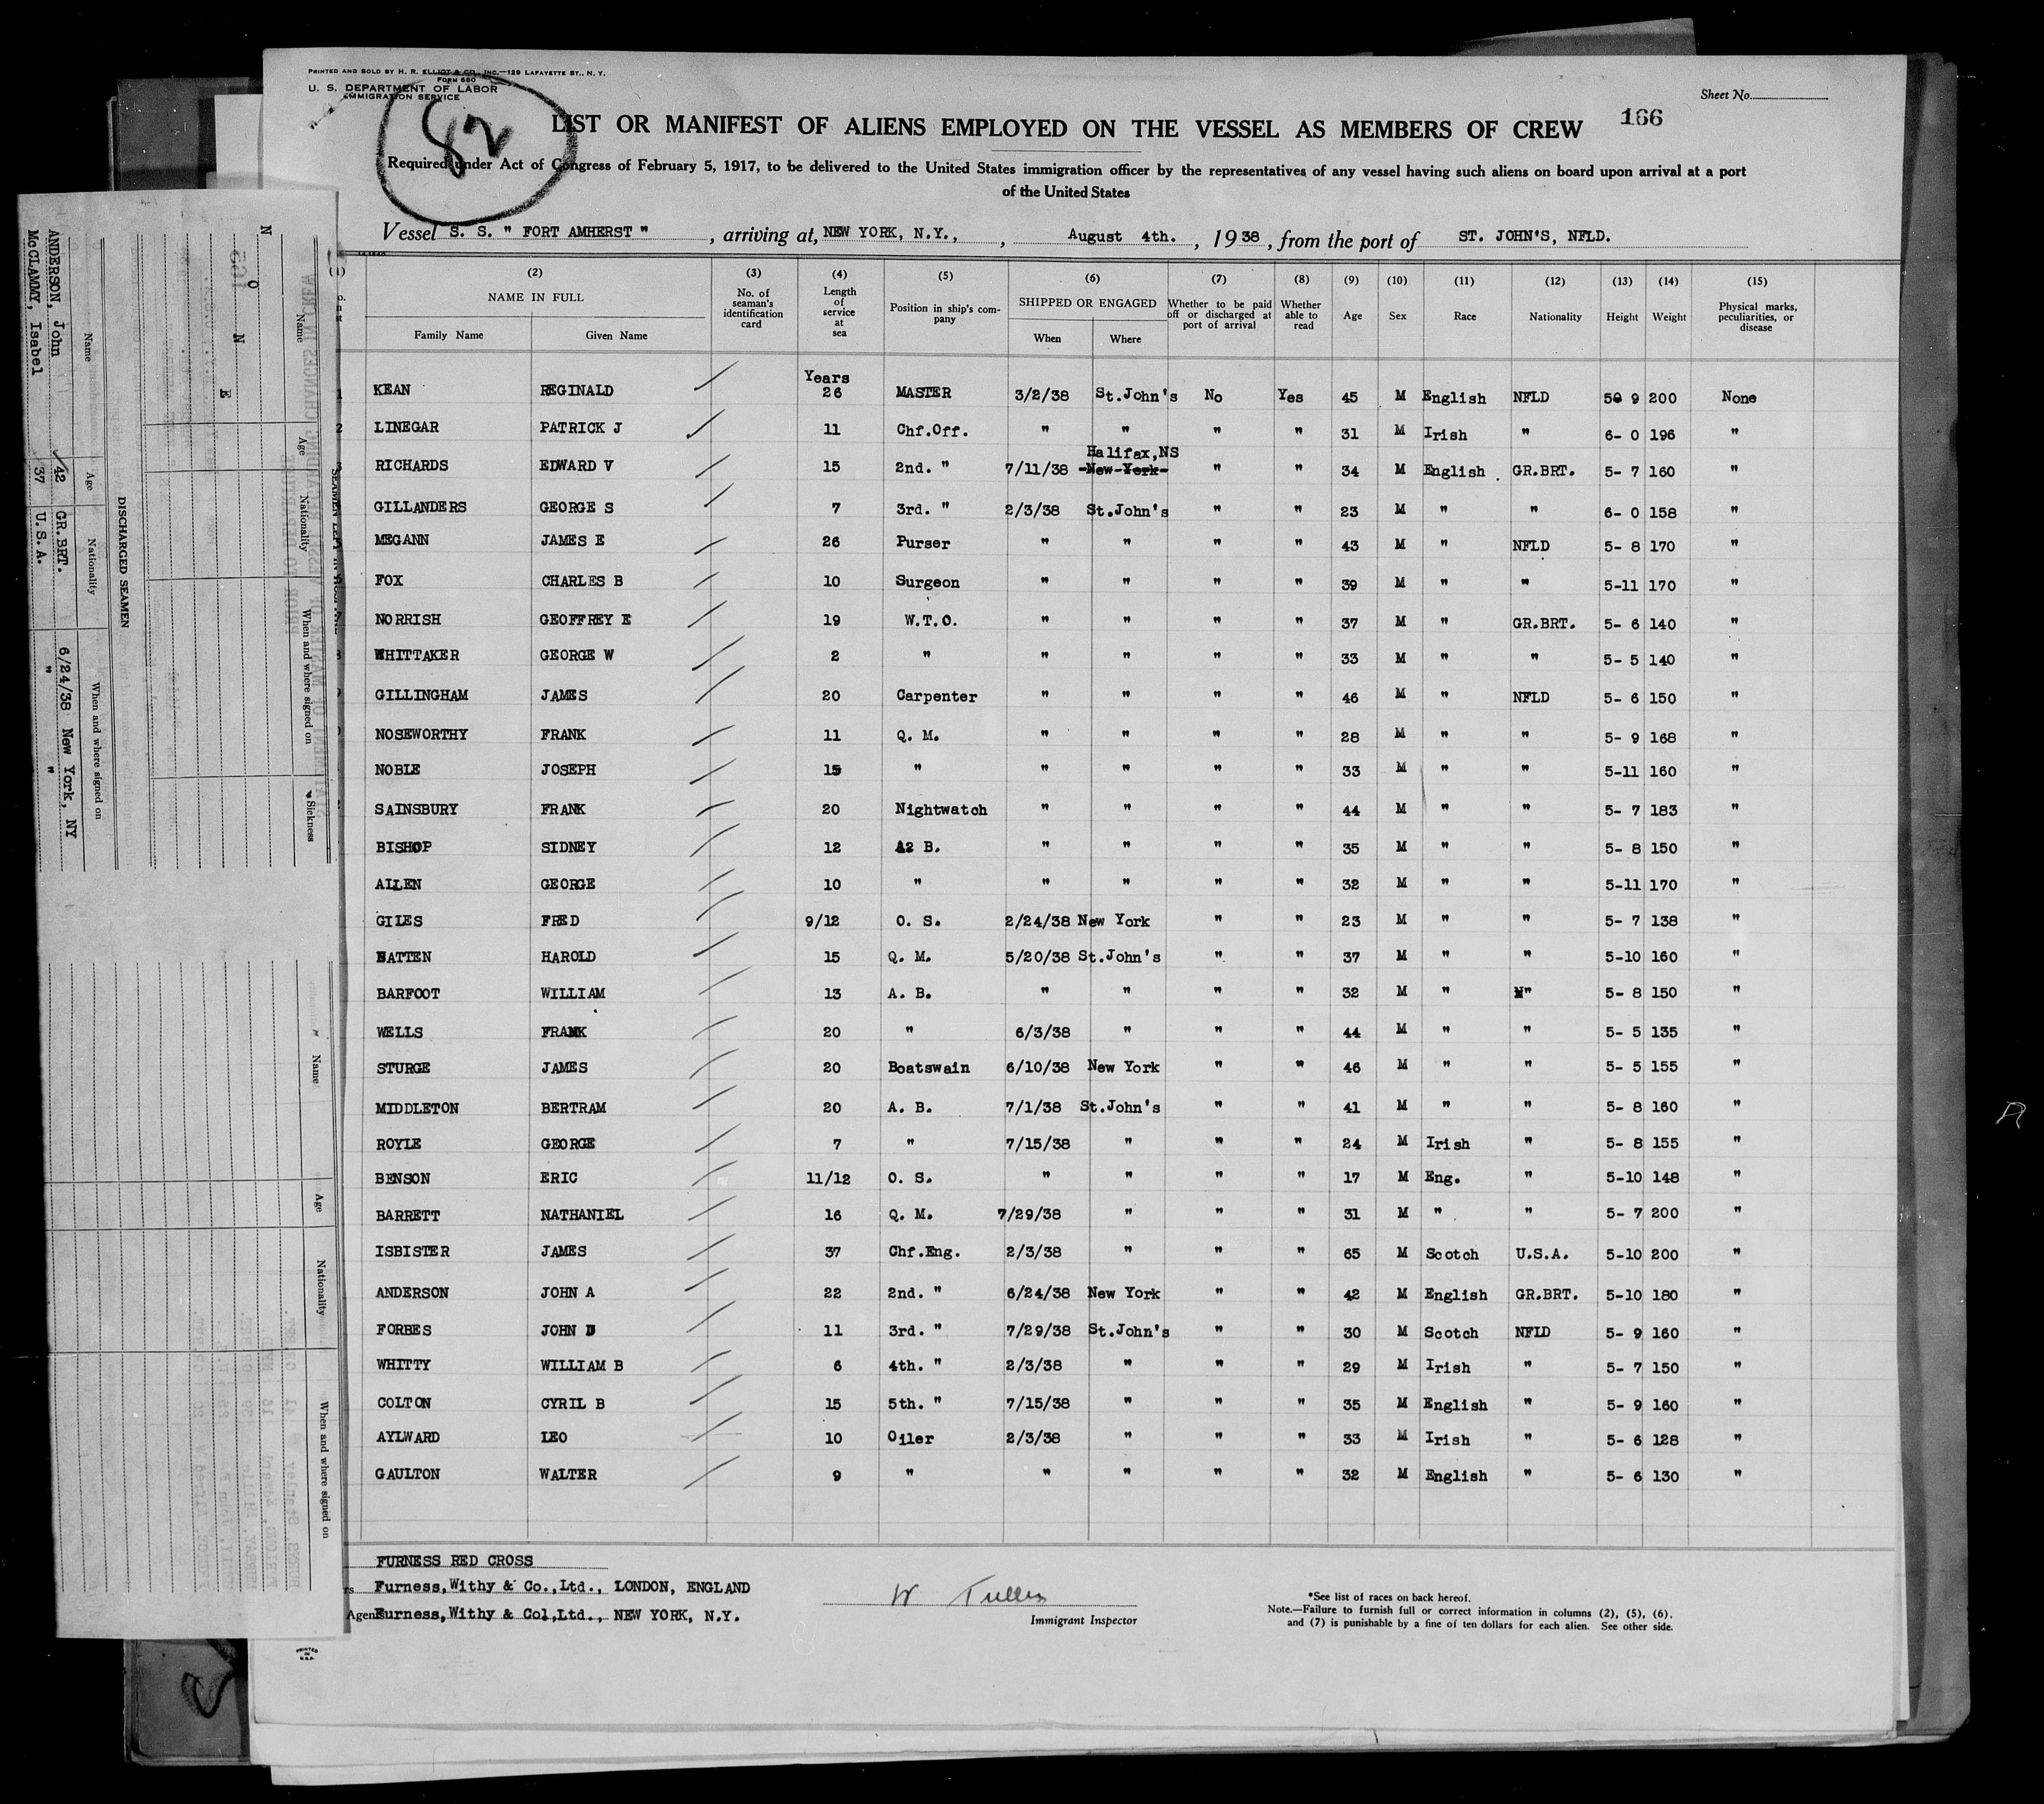 PRINTED AND SOLD BY H. R. ELLIOT & CO., INC.—129 LAFAYETTE ST., N. Y.
FORM 680
U. S. DEPARTMENT OF LABOR
IMMIGRATION SERVICE
82
Sheet No.
166
LIST OR MANIFEST OF ALIENS EMPLOYED ON THE VESSEL AS MEMBERS OF CREW
Required under Act of Congress of February 5, 1917, to be delivered to the United States immigration officer by the representatives of any vessel having such aliens on board upon arrival at a port
of the United States
Vessel S. S. " FORT AMHERST " , arriving at, NEW YORK, N.Y., , August 4th. , 1938, from the port of ST. JOHN'S, NFLD.
(1) (2) (3) (4) (5) (6) (7) (8) (9) (10) (11) (12) (13) (14) (15)
NAME IN FULL No. of seaman's identification card Length of service at sea Position in ship's company SHIPPED OR ENGAGED Whether to be paid off or discharged at port of arrival Whether able to read Age Sex Race Nationality Height Weight Physical marks, peculiarities, or disease
Family Name Given Name When Where
Years
1 KEAN REGINALD 26 MASTER 3/2/38 St.John's No Yes 45 M English NFLD 5 9 200 None
2 LINEGAR PATRICK J 11 Chf.Off. " " " " 31 M Irish " 6- 0 196 "
Halifax,NS
3 RICHARDS EDWARD V 15 2nd. " 7/11/38 -New-York- " " 34 M English GR.BRT. 5- 7 160 "
GILLANDERS GEORGE S 7 3rd. " 2/3/38 St.John's " " 23 M " " 6- 0 158 "
MEGANN JAMES E 26 Purser " " " " 43 M " NFLD 5- 8 170 "
FOX CHARLES B 10 Surgeon " " " " 39 M " " 5-11 170 "
NORRISH GEOFFREY E 19 W.T.O. " " " " 37 M " GR.BRT. 5- 6 140 "
WHITTAKER GEORGE W 2 " " " " " 33 M " " 5- 5 140 "
GILLINGHAM JAMES 20 Carpenter " " " " 46 M " NFLD 5- 6 150 "
NOSEWORTHY FRANK 11 Q. M. " " " " 28 M " " 5- 9 168 "
NOBLE JOSEPH 15 " " " " " 33 M " " 5-11 160 "
SAINSBURY FRANK 20 Nightwatch " " " " 44 M " " 5- 7 183 "
BISHOP SIDNEY 12 A B. " " " " 35 M " " 5- 8 150 "
ALLEN GEORGE 10 " " " " " 32 M " " 5-11 170 "
GILES FRED 9/12 O. S. 2/24/38 New York " " 23 M " " 5- 7 138 "
BATTEN HAROLD 15 Q. M. 5/20/38 St.John's " " 37 M " " 5-10 160 "
BARFOOT WILLIAM 13 A. B. " " " " 32 M " " 5- 8 150 "
WELLS FRANK 20 " 6/3/38 " " " 44 M " " 5- 5 135 "
STURGE JAMES 20 Boatswain 6/10/38 New York " " 46 M " " 5- 5 155 "
MIDDLETON BERTRAM 20 A. B. 7/1/38 St.John's " " 41 M " " 5- 8 160 "
ROYLE GEORGE 7 " 7/15/38 " " " 24 M Irish " 5- 8 155 "
BENSON ERIC 11/12 O. S. " " " " 17 M Eng. " 5-10 148 "
BARRETT NATHANIEL 16 Q. M. 7/29/38 " " " 31 M " " 5- 7 200 "
ISBISTER JAMES 37 Chf.Eng. 2/3/38 " " " 65 M Scotch U.S.A. 5-10 200 "
ANDERSON JOHN A 22 2nd. " 6/24/38 New York " " 42 M English GR.BRT. 5-10 180 "
FORBES JOHN D 11 3rd. " 7/29/38 St.John's " " 30 M Scotch NFLD 5- 9 160 "
WHITTY WILLIAM B 6 4th. " 2/3/38 " " " 29 M Irish " 5- 7 150 "
COLTON CYRIL B 15 5th. " 7/15/38 " " " 35 M English " 5- 9 160 "
AYLWARD LEO 10 Oiler 2/3/38 " " " 33 M Irish " 5- 6 128 "
GAULTON WALTER 9 " " " " " 32 M English " 5- 6 130 "
FURNESS RED CROSS
Furness,Withy & Co.,Ltd., LONDON, ENGLAND
Agents Furness,Withy & Col,Ltd., NEW YORK, N.Y.
Immigrant Inspector
*See list of races on back hereof.
Note.—Failure to furnish full or correct information in columns (2), (5), (6),
and (7) is punishable by a fine of ten dollars for each alien. See other side.
PRINTED IN U.S.A.
Name Age Nationality When and where signed on Sickness
N O N E
DISCHARGED SEAMEN
Name Age Nationality When and where signed on
ANDERSON, John 42 GR.BRT. 6/24/38 New York, NY
McCLAMMY, Isabel 37 U.S.A. " "
Name Age Nationality When and where signed on